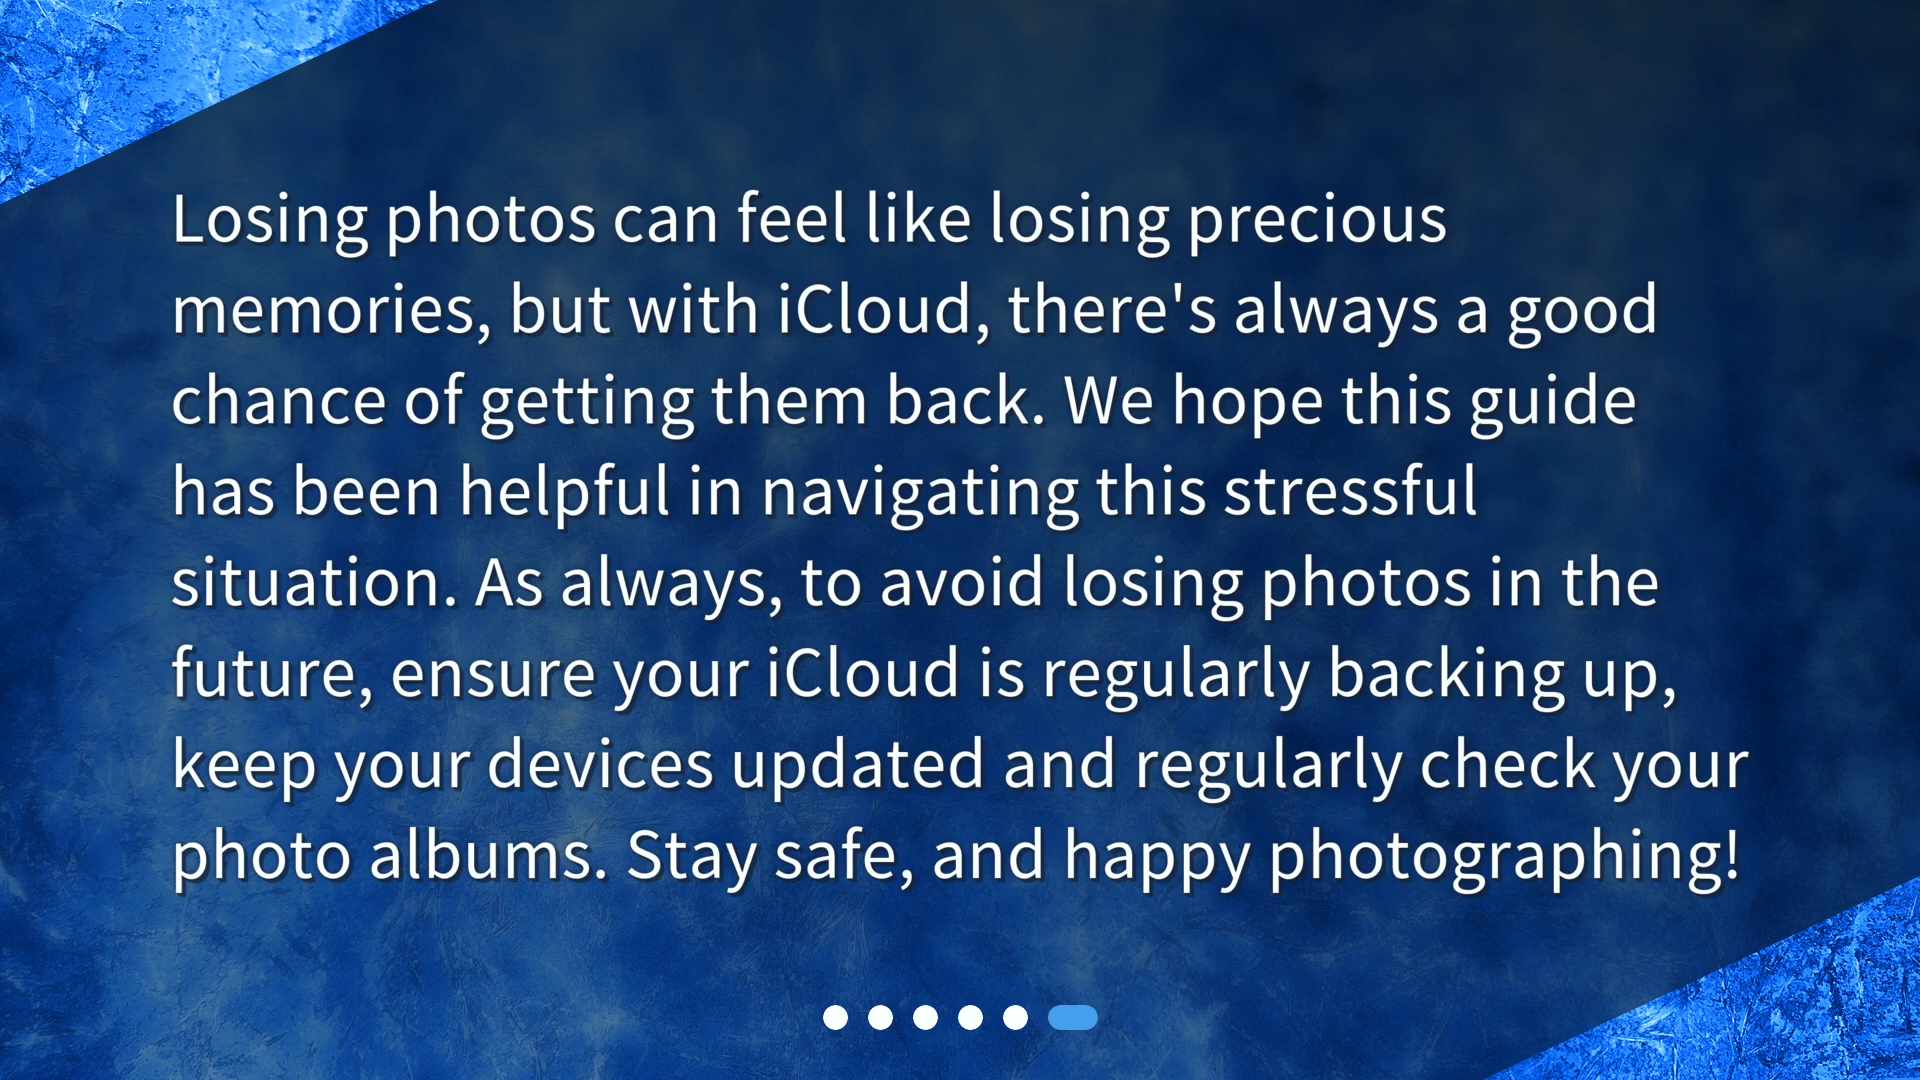 Losing photos can feel like losing precious
memories, but with iCloud, there's always a good
chance of getting them back. We hope this guide
has been helpful in navigating this stressful
situation. As always, to avoid losing photos in the
future, ensure your iCloud is regularly backing up,
keep your devices updated and regularly check your
photo albums. Stay safe, and happy photographing!